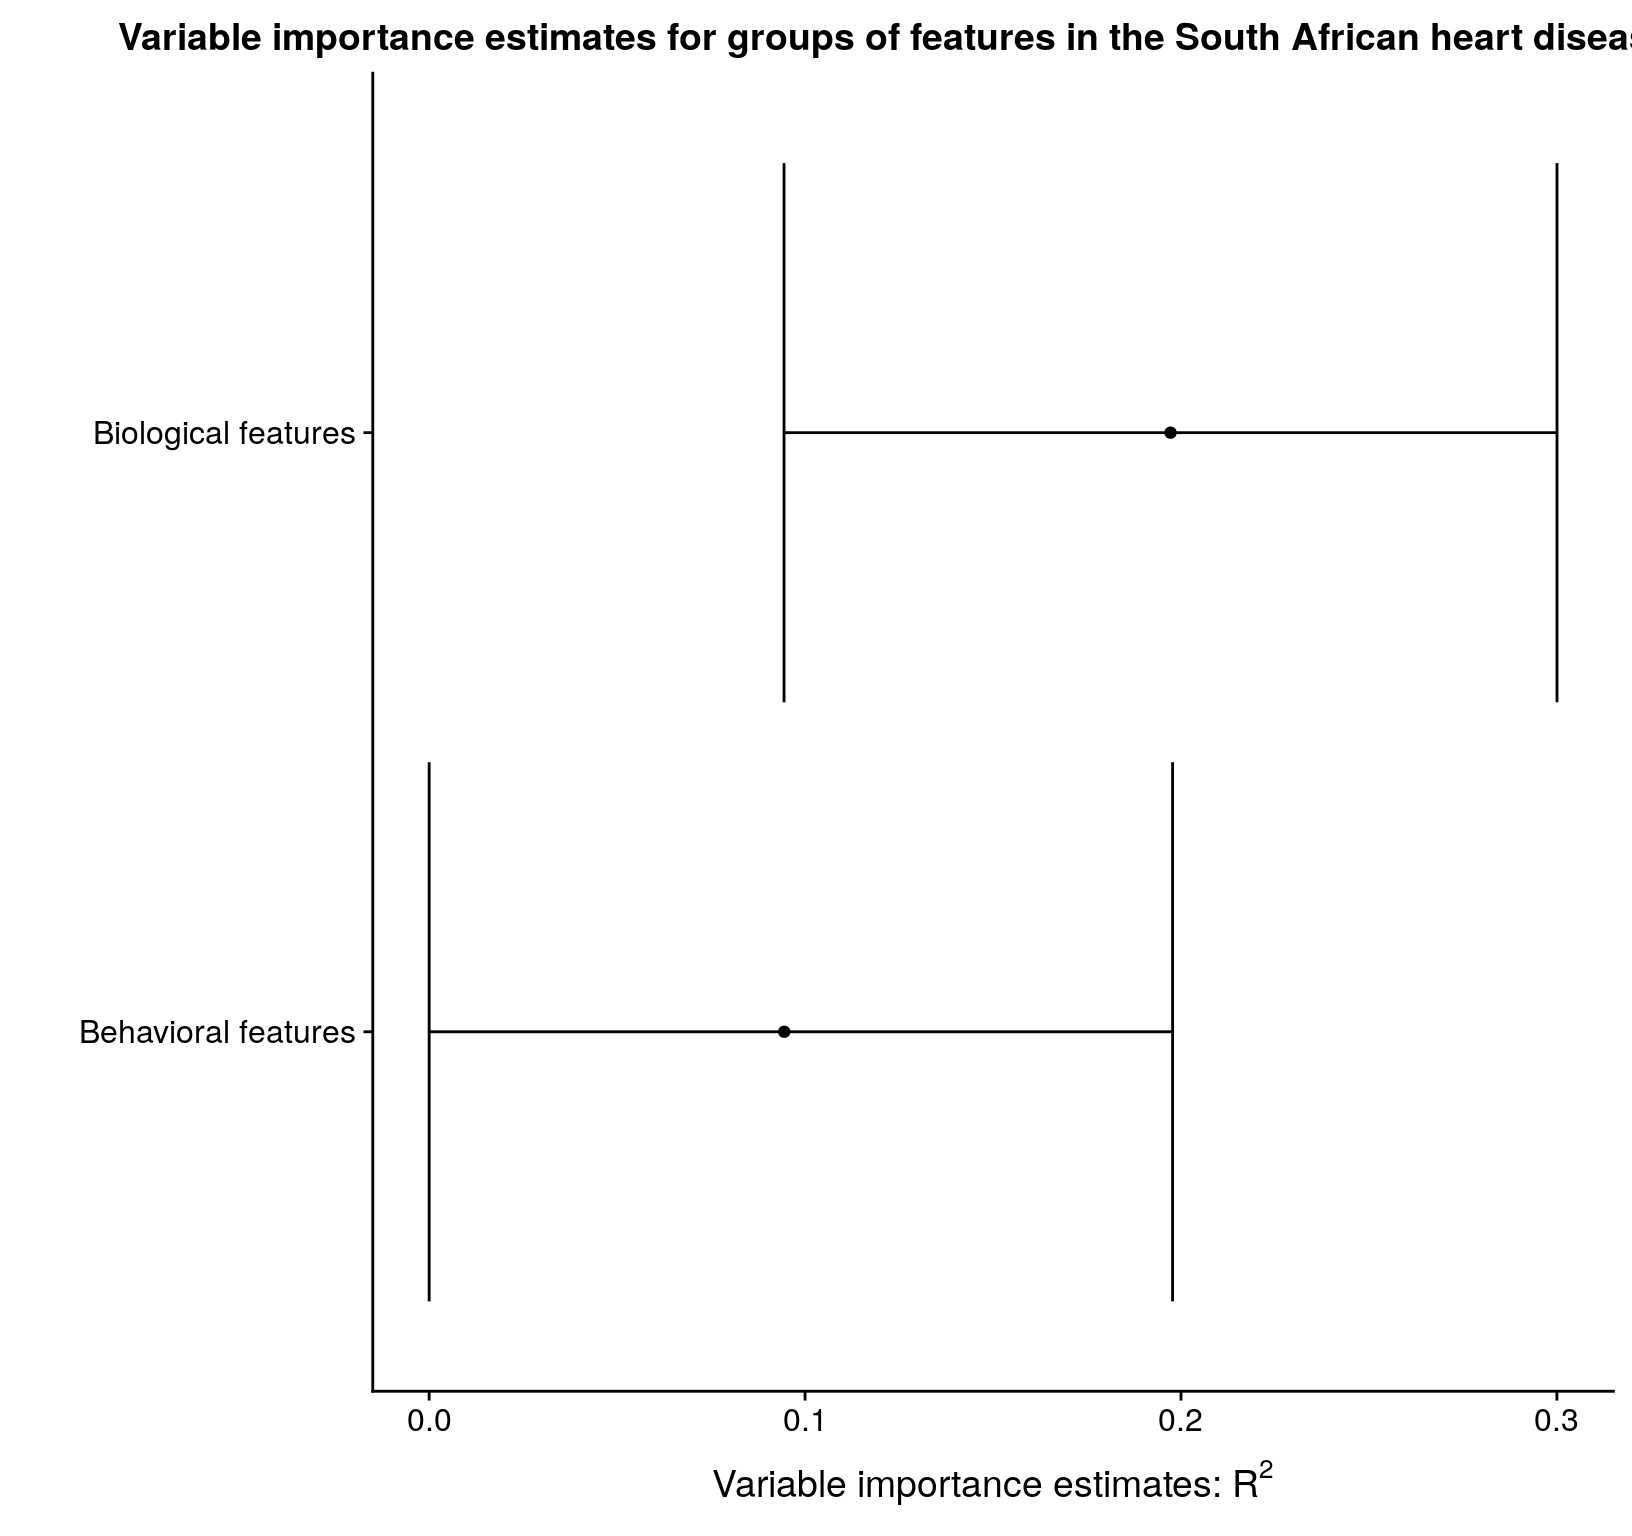 Variable importance estimates for groups of features in the South African heart
Biological features
Behavioral features
0.0 0.1 0.2 0.3
Variable importance estimates: R²